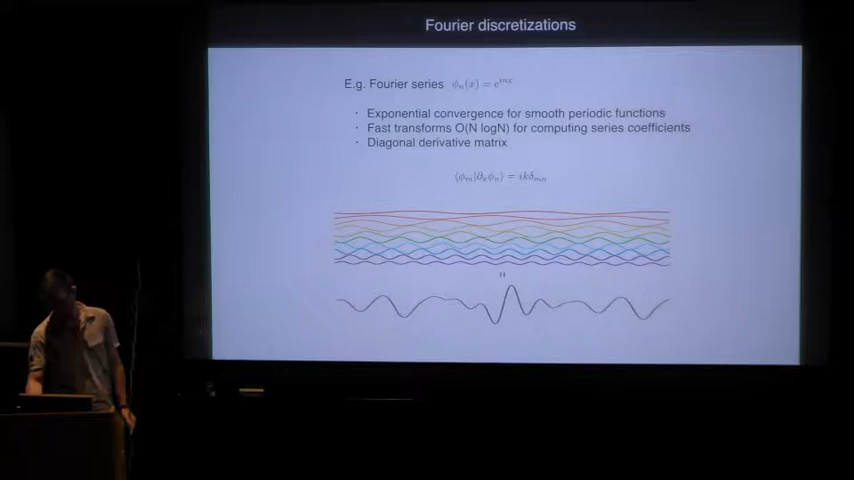 Fourier discretizations
E.g. Fourier series ϕₙ(x) = eⁱⁿˣ
· Exponential convergence for smooth periodic functions
· Fast transforms O(N logN) for computing series coefficients
· Diagonal derivative matrix
⟨ϕₘ|∂ₓϕₙ⟩ = ikδₘₙ